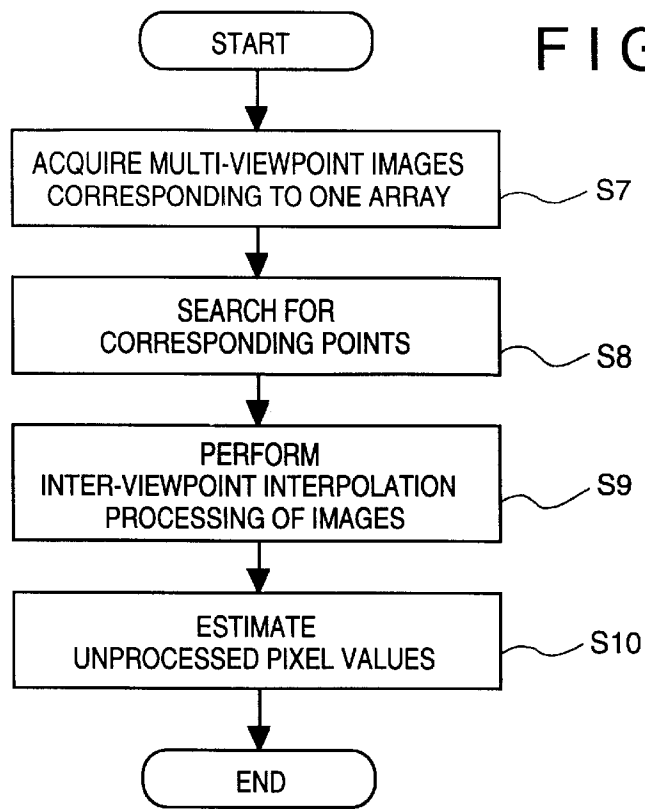 START
FIG
ACQUIRE MULTI-VIEWPOINT IMAGES
CORRESPONDING TO ONE ARRAY
S7
SEARCH FOR
CORRESPONDING POINTS
S8
PERFORM
INTER-VIEWPOINT INTERPOLATION
PROCESSING OF IMAGES
S9
ESTIMATE
UNPROCESSED PIXEL VALUES
S10
END